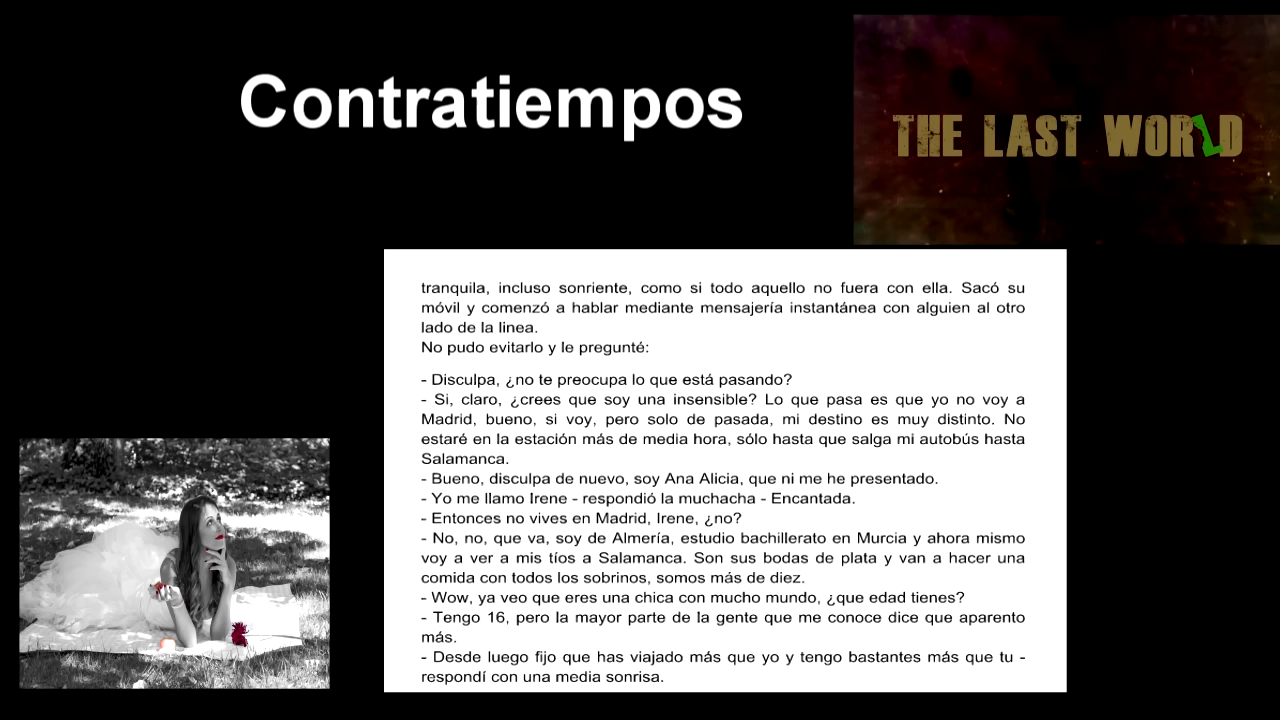 Contratiempos
THE LAST WORLD
tranquila, incluso sonriente, como si todo aquello no fuera con ella. Sacó su
móvil y comenzó a hablar mediante mensajería instantánea con alguien al otro
lado de la linea.
No pudo evitarlo y le pregunté:
- Disculpa, ¿no te preocupa lo que está pasando?
- Si, claro, ¿crees que soy una insensible? Lo que pasa es que yo no voy a
Madrid, bueno, si voy, pero solo de pasada, mi destino es muy distinto. No
estaré en la estación más de media hora, sólo hasta que salga mi autobús hasta
Salamanca.
- Bueno, disculpa de nuevo, soy Ana Alicia, que ni me he presentado.
- Yo me llamo Irene - respondió la muchacha - Encantada.
- Entonces no vives en Madrid, Irene, ¿no?
- No, no, que va, soy de Almería, estudio bachillerato en Murcia y ahora mismo
voy a ver a mis tíos a Salamanca. Son sus bodas de plata y van a hacer una
comida con todos los sobrinos, somos más de diez.
- Wow, ya veo que eres una chica con mucho mundo, ¿que edad tienes?
- Tengo 16, pero la mayor parte de la gente que me conoce dice que aparento
más.
- Desde luego fijo que has viajado más que yo y tengo bastantes más que tu -
respondí con una media sonrisa.